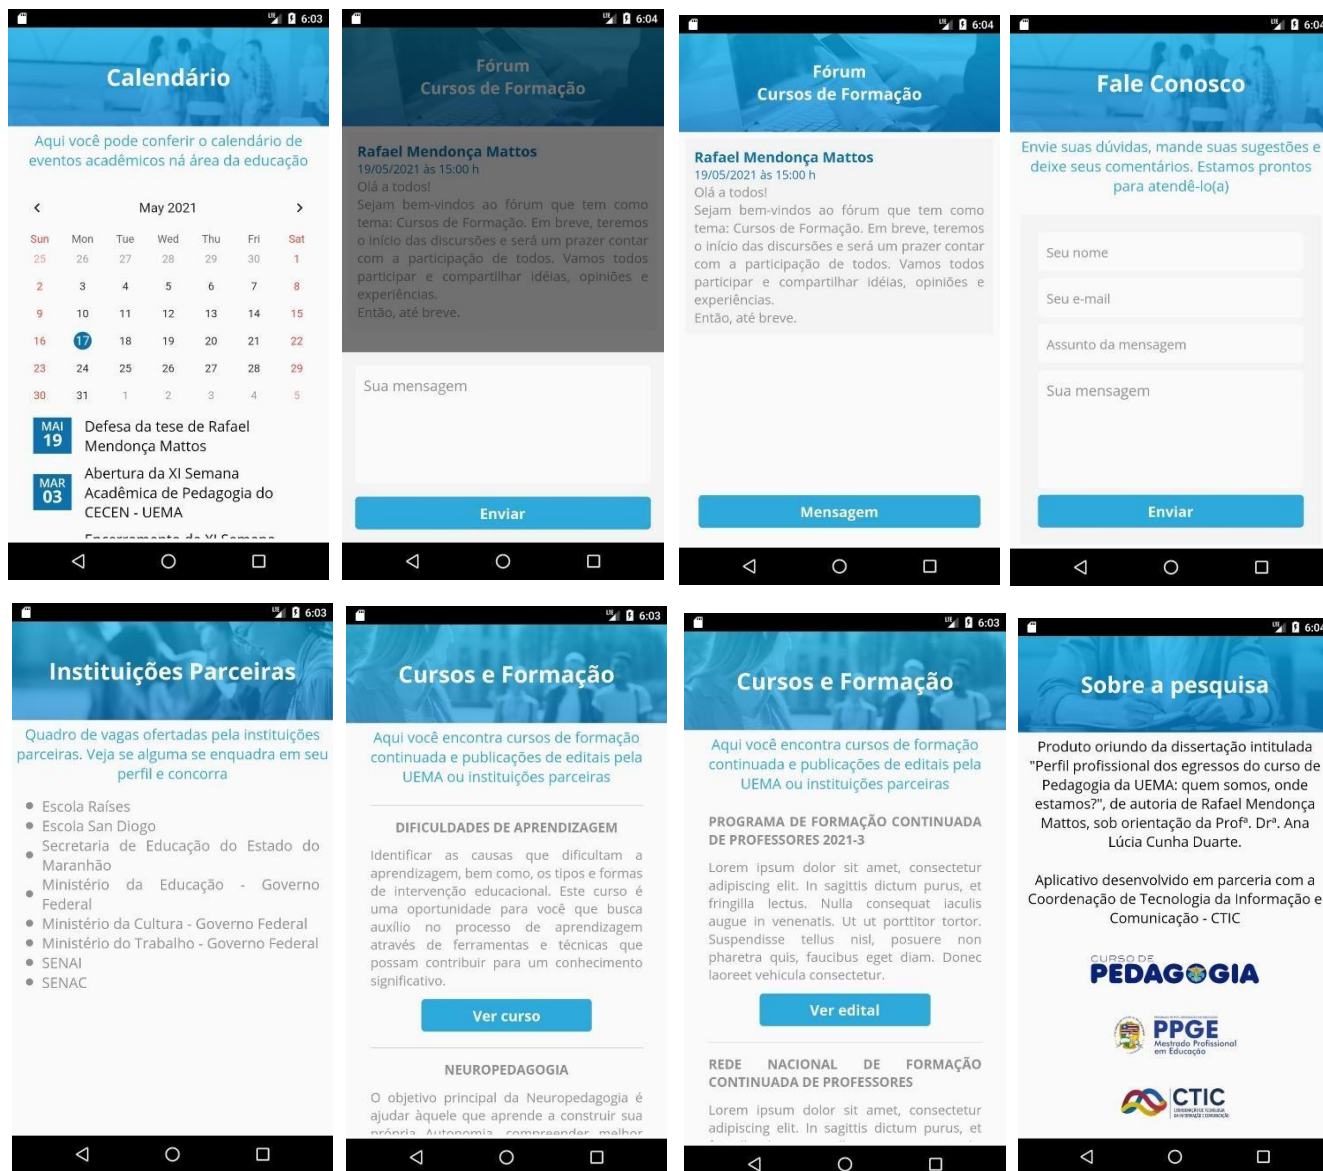 6:03
Calendário
Aqui você pode conferir o calendário de
eventos acadêmicos ná área da educação
May 2021
Sun Mon Tue Wed Thu Fri Sat
25 26 27 28 29 30 1
2 3 4 5 6 7 8
9 10 11 12 13 14 15
16 17 18 19 20 21 22
23 24 25 26 27 28 29
30 31 1 2 3 4 5
MAI
19
Defesa da tese de Rafael
Mendonça Mattos
MAR
03
Abertura da XI Semana
Acadêmica de Pedagogia do
CECEN - UEMA
Encerramento da XI Semana
6:04
Fórum
Cursos de Formação
Rafael Mendonça Mattos
19/05/2021 às 15:00 h
Olá a todos!
Sejam bem-vindos ao fórum que tem como
tema: Cursos de Formação. Em breve, teremos
o início das discursões e será um prazer contar
com a participação de todos. Vamos todos
participar e compartilhar idéias, opiniões e
experiências.
Então, até breve.
Sua mensagem
Enviar
6:04
Fórum
Cursos de Formação
Rafael Mendonça Mattos
19/05/2021 às 15:00 h
Olá a todos!
Sejam bem-vindos ao fórum que tem como
tema: Cursos de Formação. Em breve, teremos
o início das discursões e será um prazer contar
com a participação de todos. Vamos todos
participar e compartilhar idéias, opiniões e
experiências.
Então, até breve.
Mensagem
6:04
Fale Conosco
Envie suas dúvidas, mande suas sugestões e
deixe seus comentários. Estamos prontos
para atendê-lo(a)
Seu nome
Seu e-mail
Assunto da mensagem
Sua mensagem
Enviar
6:03
Instituições Parceiras
Quadro de vagas ofertadas pela instituições
parceiras. Veja se alguma se enquadra em seu
perfil e concorra
Escola Raíses
Escola San Diogo
Secretaria de Educação do Estado do
Maranhão
Ministério da Educação - Governo
Federal
Ministério da Cultura - Governo Federal
Ministério do Trabalho - Governo Federal
SENAI
SENAC
6:03
Cursos e Formação
Aqui você encontra cursos de formação
continuada e publicações de editais pela
UEMA ou instituições parceiras
DIFICULDADES DE APRENDIZAGEM
Identificar as causas que dificultam a
aprendizagem, bem como, os tipos e formas
de intervenção educacional. Este curso é
uma oportunidade para você que busca
auxílio no processo de aprendizagem
através de ferramentas e técnicas que
possam contribuir para um conhecimento
significativo.
Ver curso
NEUROPEDAGOGIA
O objetivo principal da Neuropedagogia é
ajudar àquele que aprende a construir sua
própria Autonomia, compreender melhor
6:03
Cursos e Formação
Aqui você encontra cursos de formação
continuada e publicações de editais pela
UEMA ou instituições parceiras
PROGRAMA DE FORMAÇÃO CONTINUADA
DE PROFESSORES 2021-3
Lorem ipsum dolor sit amet, consectetur
adipiscing elit. In sagittis dictum purus, et
fringilla lectus. Nulla consequat iaculis
augue in venenatis. Ut ut porttitor tortor.
Suspendisse tellus nisl, posuere non
pharetra quis, faucibus eget diam. Donec
laoreet vehicula consectetur.
Ver edital
REDE NACIONAL DE FORMAÇÃO
CONTINUADA DE PROFESSORES
Lorem ipsum dolor sit amet, consectetur
adipiscing elit. In sagittis dictum purus, et
6:04
Sobre a pesquisa
Produto oriundo da dissertação intitulada
"Perfil profissional dos egressos do curso de
Pedagogia da UEMA: quem somos, onde
estamos?", de autoria de Rafael Mendonça
Mattos, sob orientação da Profª. Drª. Ana
Lúcia Cunha Duarte.
Aplicativo desenvolvido em parceria com a
Coordenação de Tecnologia da Informação e
Comunicação - CTIC
CURSO DE
PEDAGOGIA
PPGE
Mestrado Profissional
em Educação
CTIC